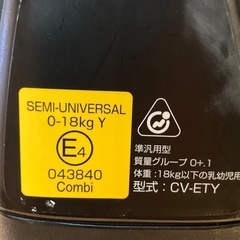 SEMI-UNIVERSAL
0-18kg Y
E4
043840
Combi
準汎用型
質量グループ 0+.1
体重:18kg以下の乳幼児用
型式: CV-ETY